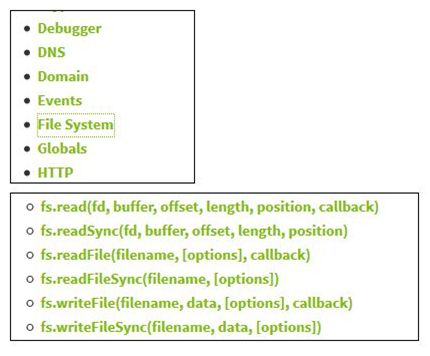 Debugger
DNS
Domain
Events
File System
Globals
HTTP
fs.read(fd, buffer, offset, length, position, callback)
fs.readSync(fd, buffer, offset, length, position)
fs.readFile(filename, [options], callback)
fs.readFileSync(filename, [options])
fs.writeFile(filename, data, [options], callback)
fs.writeFileSync(filename, data, [options])